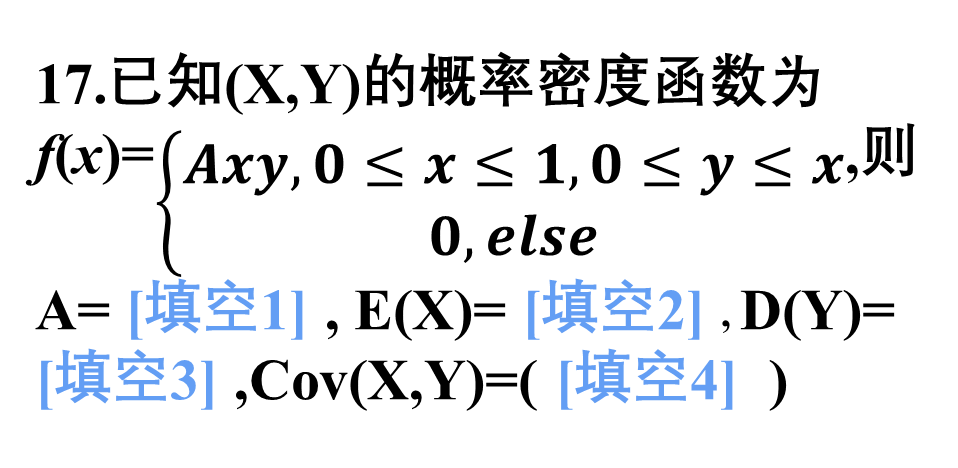 17.已知(X,Y)的概率密度函数为
f(x)={Axy, 0 ≤ x ≤ 1, 0 ≤ y ≤ x,则
0, else
A= [填空1] , E(X)= [填空2] , D(Y)=
[填空3] ,Cov(X,Y)=( [填空4] )